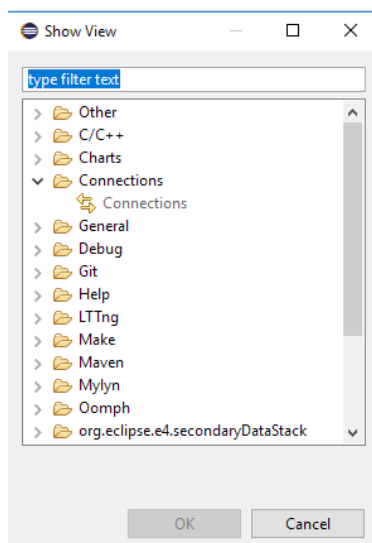 Show View
type filter text
Other
C/C++
Charts
Connections
Connections
General
Debug
Git
Help
LTTng
Make
Maven
Mylyn
Oomph
org.eclipse.e4.secondaryDataStack
OK Cancel